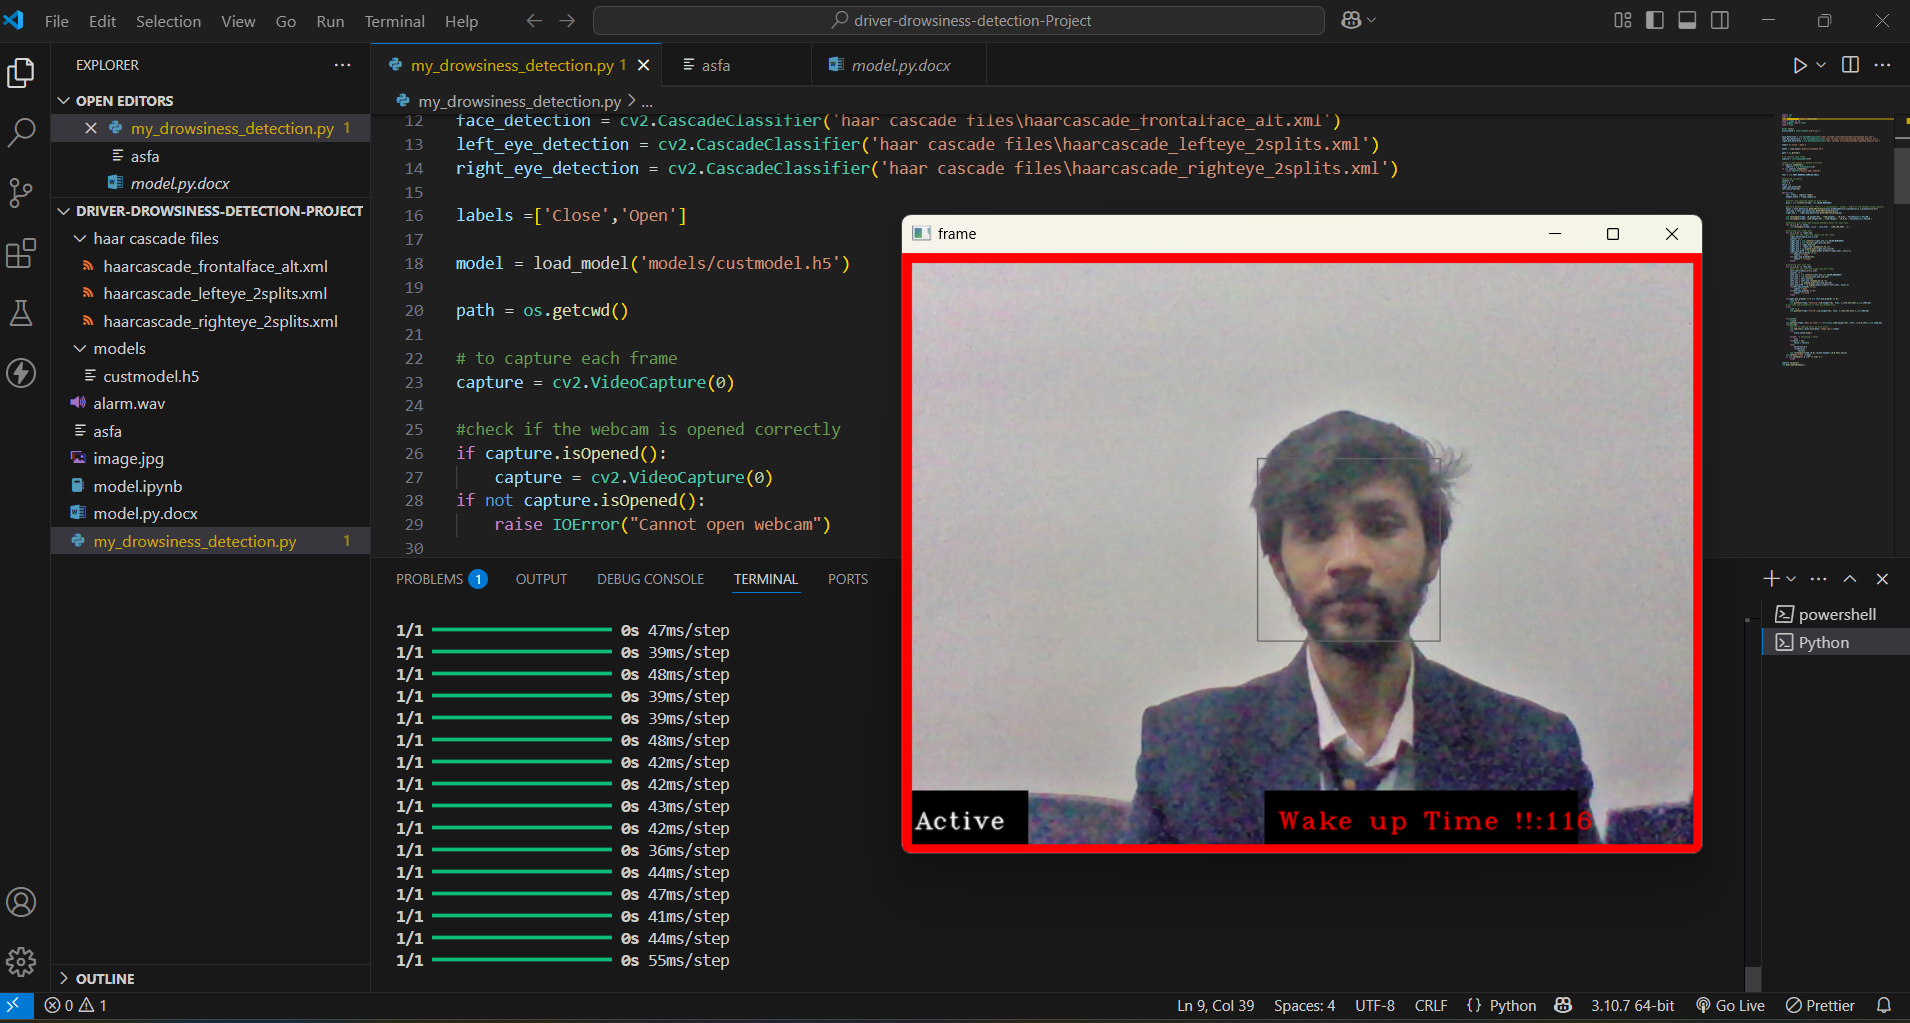 File Edit Selection View Go Run Terminal Help
driver-drowsiness-detection-Project
EXPLORER
OPEN EDITORS
my_drowsiness_detection.py 1
asfa
model.py.docx
DRIVER-DROWSINESS-DETECTION-PROJECT
haar cascade files
haarcascade_frontalface_alt.xml
haarcascade_lefteye_2splits.xml
haarcascade_righteye_2splits.xml
models
custmodel.h5
alarm.wav
asfa
image.jpg
model.ipynb
model.py.docx
my_drowsiness_detection.py 1
OUTLINE
my_drowsiness_detection.py 1
asfa
model.py.docx
my_drowsiness_detection.py > ...
12 face_detection = cv2.CascadeClassifier('haar cascade files\haarcascade_frontalface_alt.xml')
13 left_eye_detection = cv2.CascadeClassifier('haar cascade files\haarcascade_lefteye_2splits.xml')
14 right_eye_detection = cv2.CascadeClassifier('haar cascade files\haarcascade_righteye_2splits.xml')
15
16 labels =['Close','Open']
17
18 model = load_model('models/custmodel.h5')
19
20 path = os.getcwd()
21
22 # to capture each frame
23 capture = cv2.VideoCapture(0)
24
25 #check if the webcam is opened correctly
26 if capture.isOpened():
27 capture = cv2.VideoCapture(0)
28 if not capture.isOpened():
29 raise IOError("Cannot open webcam")
30
frame
Active
Wake up Time !!:116
PROBLEMS 1 OUTPUT DEBUG CONSOLE TERMINAL PORTS
1/1 0s 47ms/step
1/1 0s 39ms/step
1/1 0s 48ms/step
1/1 0s 39ms/step
1/1 0s 39ms/step
1/1 0s 48ms/step
1/1 0s 42ms/step
1/1 0s 42ms/step
1/1 0s 43ms/step
1/1 0s 42ms/step
1/1 0s 36ms/step
1/1 0s 44ms/step
1/1 0s 47ms/step
1/1 0s 41ms/step
1/1 0s 44ms/step
1/1 0s 55ms/step
powershell
Python
0 1
Ln 9, Col 39 Spaces: 4 UTF-8 CRLF {} Python 3.10.7 64-bit Go Live Prettier